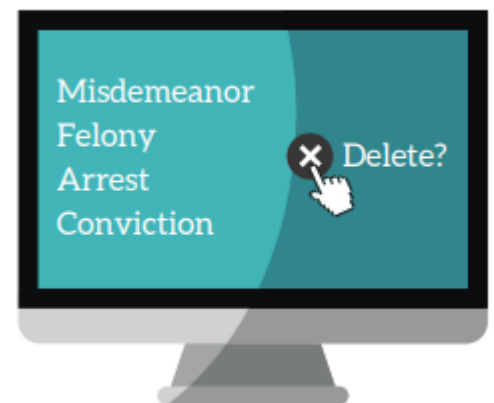 Misdemeanor
Felony
Arrest
Conviction
Delete?